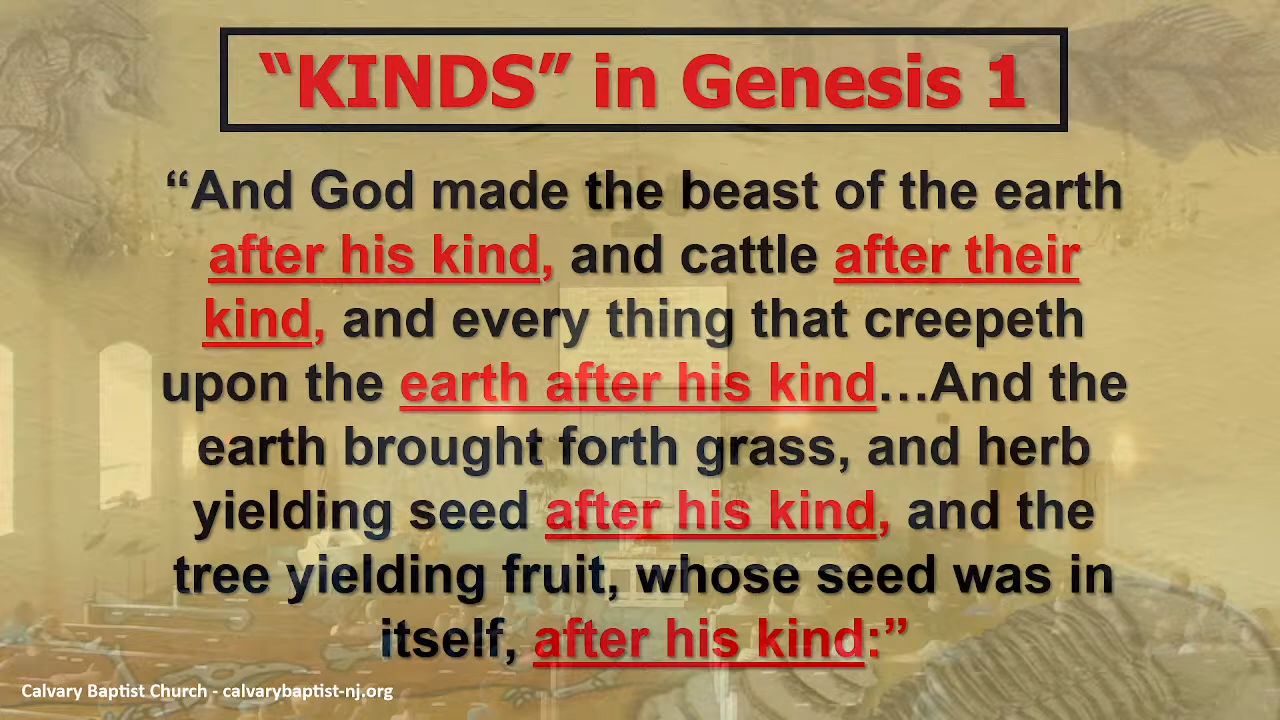 “KINDS” in Genesis 1
“And God made the beast of the earth
after his kind, and cattle after their
kind, and every thing that creepeth
upon the earth after his kind…And the
earth brought forth grass, and herb
yielding seed after his kind, and the
tree yielding fruit, whose seed was in
itself, after his kind:”
Calvary Baptist Church - calvarybaptist-nj.org